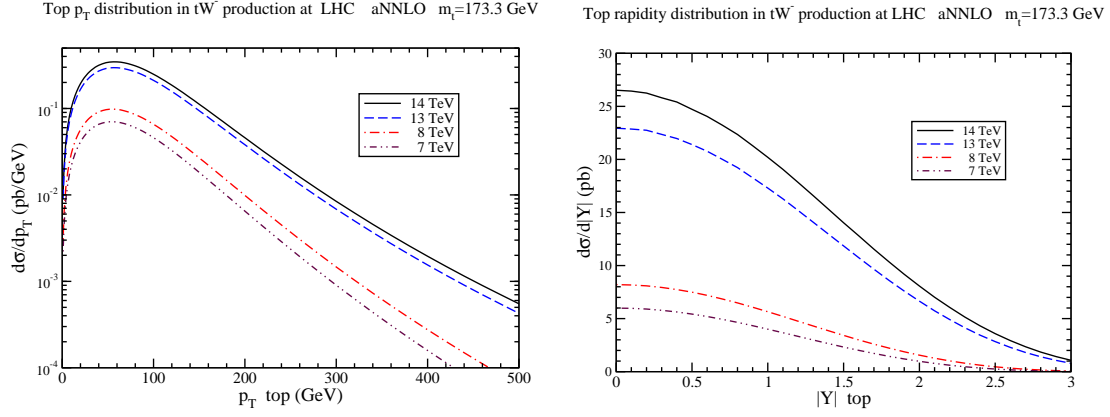 Top p_T distribution in tW^- production at LHC aNNLO m_t=173.3 GeV
14 TeV
13 TeV
8 TeV
7 TeV
10^-1
10^-2
10^-3
10^-4
dσ/dp_T (pb/GeV)
0 100 200 300 400 500
p_T top (GeV)
Top rapidity distribution in tW^- production at LHC aNNLO m_t=173.3 GeV
14 TeV
13 TeV
8 TeV
7 TeV
30
25
20
15
10
5
0
dσ/d|Y| (pb)
0 0.5 1 1.5 2 2.5 3
|Y| top